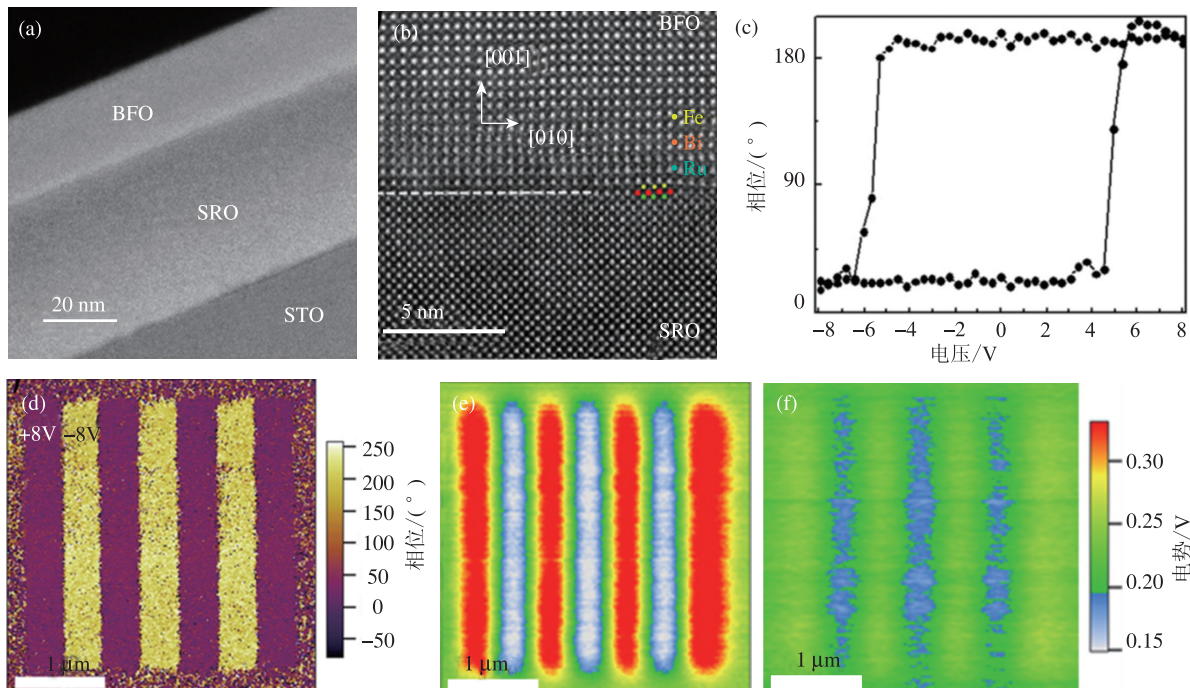 (a)
BFO
SRO
STO
20 nm
(b)
BFO
[001]
[010]
Fe
Bi
Ru
5 nm
SRO
(c)
180
90
0
相位/(°)
-8 -6 -4 -2 0 2 4 6 8
电压/V
(d)
+8V -8V
1 μm
250
200
150
100
50
0
-50
相位/(°)
(e)
1 μm
(f)
1 μm
0.30
0.25
0.20
0.15
电势/V